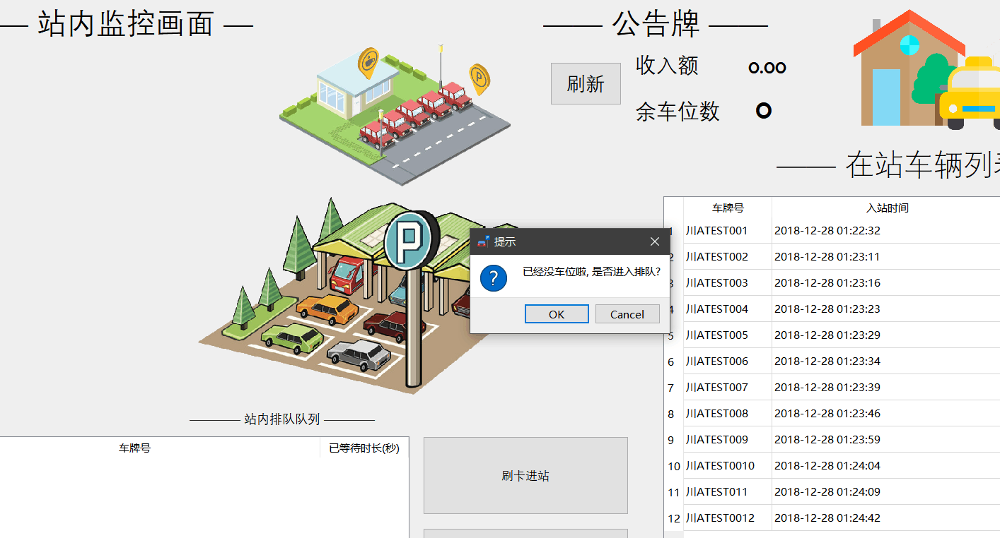 —— 站内监控画面 ——
—— 公告牌 ——
刷新
收入额 0.00
余车位数 0
—— 在站车辆列
车牌号 入站时间
1 川ATEST001 2018-12-28 01:22:32
2 川ATEST002 2018-12-28 01:23:11
3 川ATEST003 2018-12-28 01:23:16
4 川ATEST004 2018-12-28 01:23:23
5 川ATEST005 2018-12-28 01:23:29
6 川ATEST006 2018-12-28 01:23:34
7 川ATEST007 2018-12-28 01:23:39
8 川ATEST008 2018-12-28 01:23:46
9 川ATEST009 2018-12-28 01:23:59
10 川ATEST0010 2018-12-28 01:24:04
11 川ATEST011 2018-12-28 01:24:09
12 川ATEST0012 2018-12-28 01:24:42
P
P
提示
已经没车位啦, 是否进入排队?
OK Cancel
———— 站内排队队列 ————
车牌号 已等待时长(秒)
刷卡进站